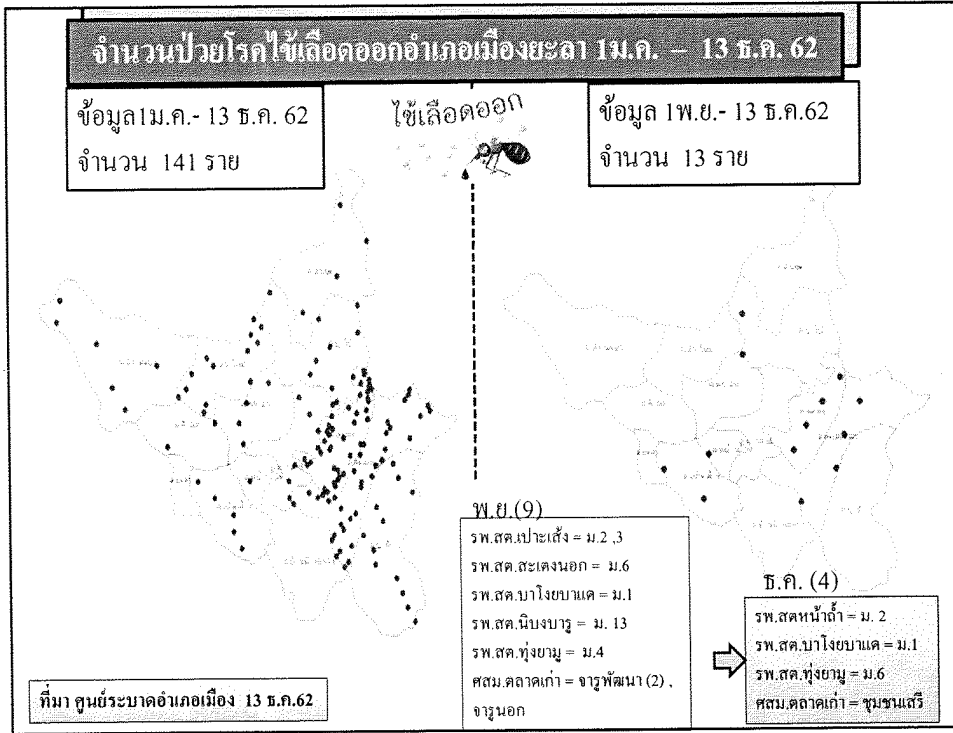 จำนวนป่วยโรคไข้เลือดออกอำเภอเมืองยะลา 1ม.ค. – 13 ธ.ค. 62
ข้อมูล1ม.ค.- 13 ธ.ค. 62
จำนวน 141 ราย
ไข้เลือดออก
ข้อมูล 1พ.ย.- 13 ธ.ค.62
จำนวน 13 ราย
พ.ย.(9)
รพ.สต.เปาะเส้ง = ม.2 ,3
รพ.สต.สะเตงนอก = ม.6
รพ.สต.บาโงยบาแด = ม.1
รพ.สต.นิบงบารู = ม. 13
รพ.สต.ทุ่งยามู = ม.4
ศสม.ตลาดเก่า = จารูพัฒนา (2) ,
จารูนอก
ธ.ค. (4)
รพ.สตหน้าถ้ำ = ม. 2
รพ.สต.บาโงยบาแด = ม.1
รพ.สต.ทุ่งยามู = ม.6
ศสม.ตลาดเก่า = ชุมชนเสรี
ที่มา ศูนย์ระบาดอำเภอเมือง 13 ธ.ค.62